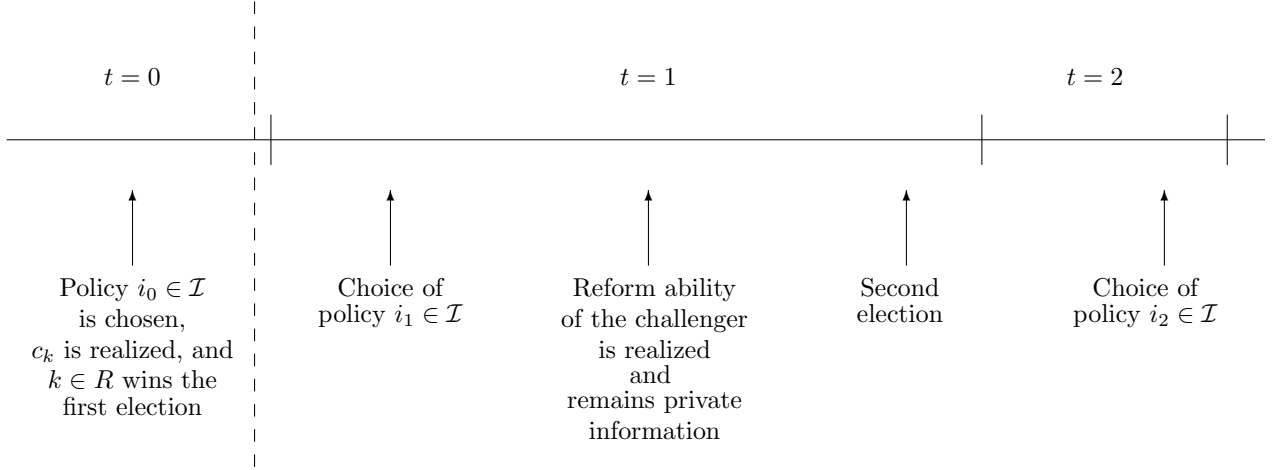 t = 0
t = 1
t = 2
Policy i₀ ∈ ℐ
is chosen,
cₖ is realized, and
k ∈ R wins the
first election
Choice of
policy i₁ ∈ ℐ
Reform ability
of the challenger
is realized
and
remains private
information
Second
election
Choice of
policy i₂ ∈ ℐ